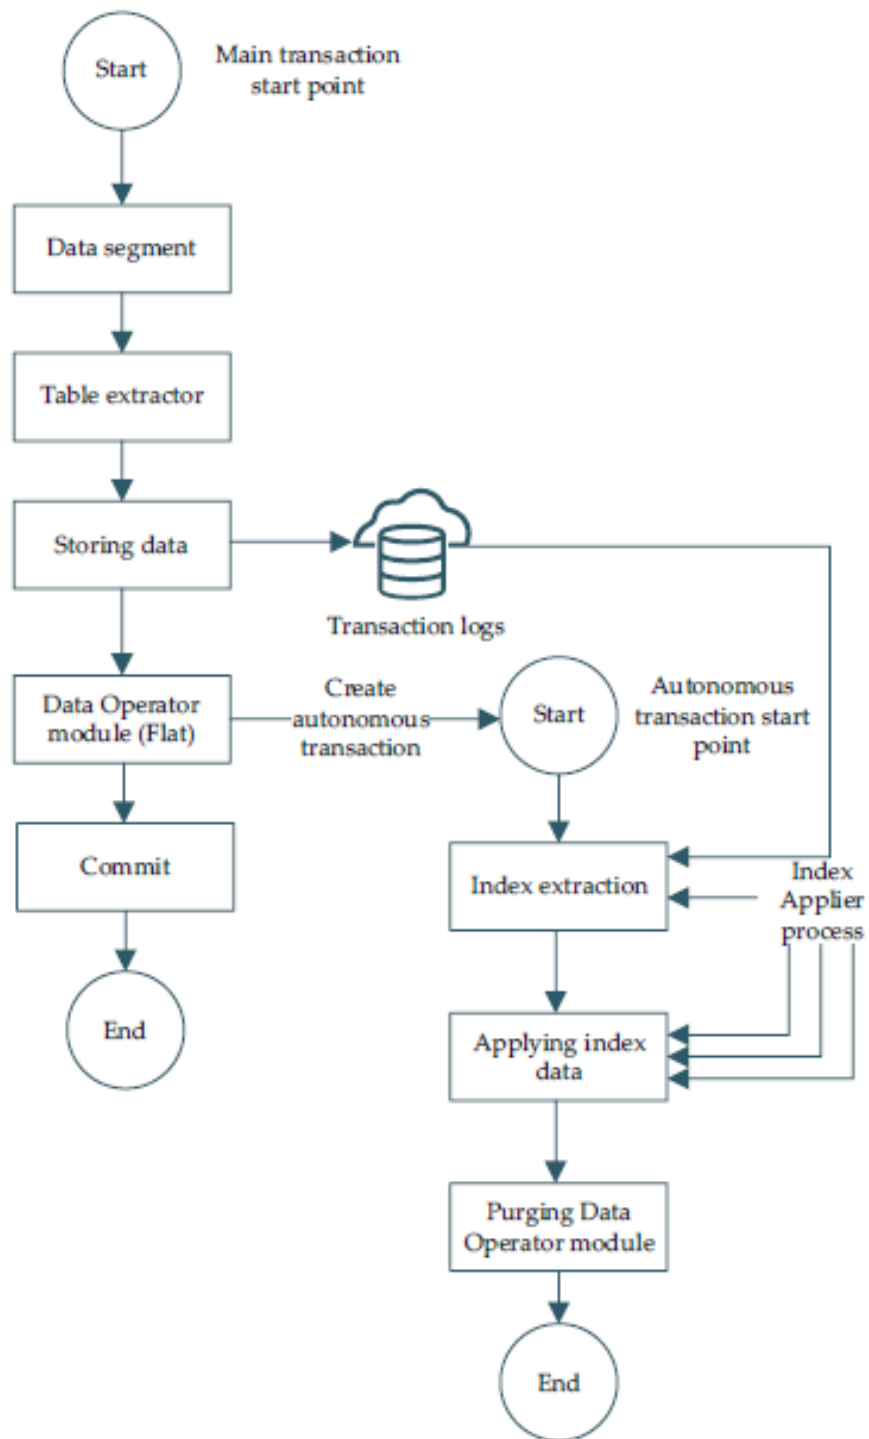 Start
Main transaction
start point
Data segment
Table extractor
Storing data
Transaction logs
Data Operator
module (Flat)
Create
autonomous
transaction
Start
Autonomous
transaction start
point
Commit
Index extraction
Index
Applier
process
End
Applying index
data
Purging Data
Operator module
End